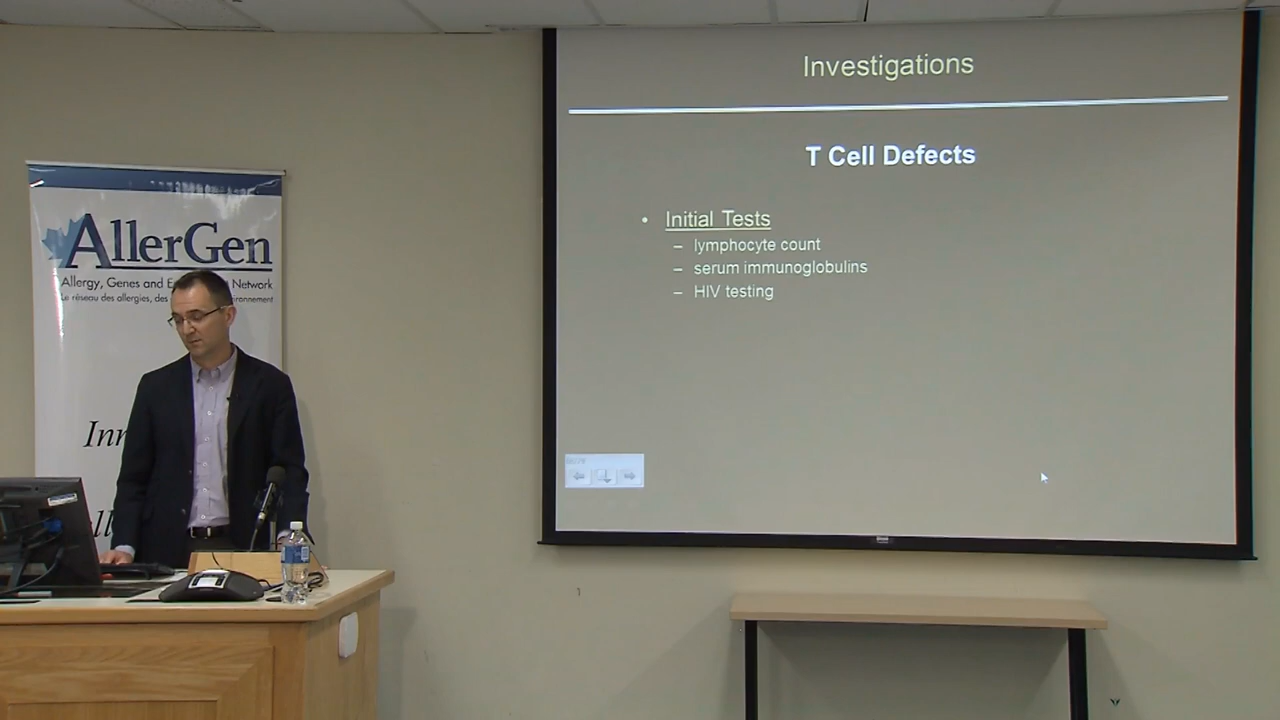 Investigations
T Cell Defects
• Initial Tests
– lymphocyte count
– serum immunoglobulins
– HIV testing
AllerGen
Allergy, Genes and Network
Le réseau des allergies, des